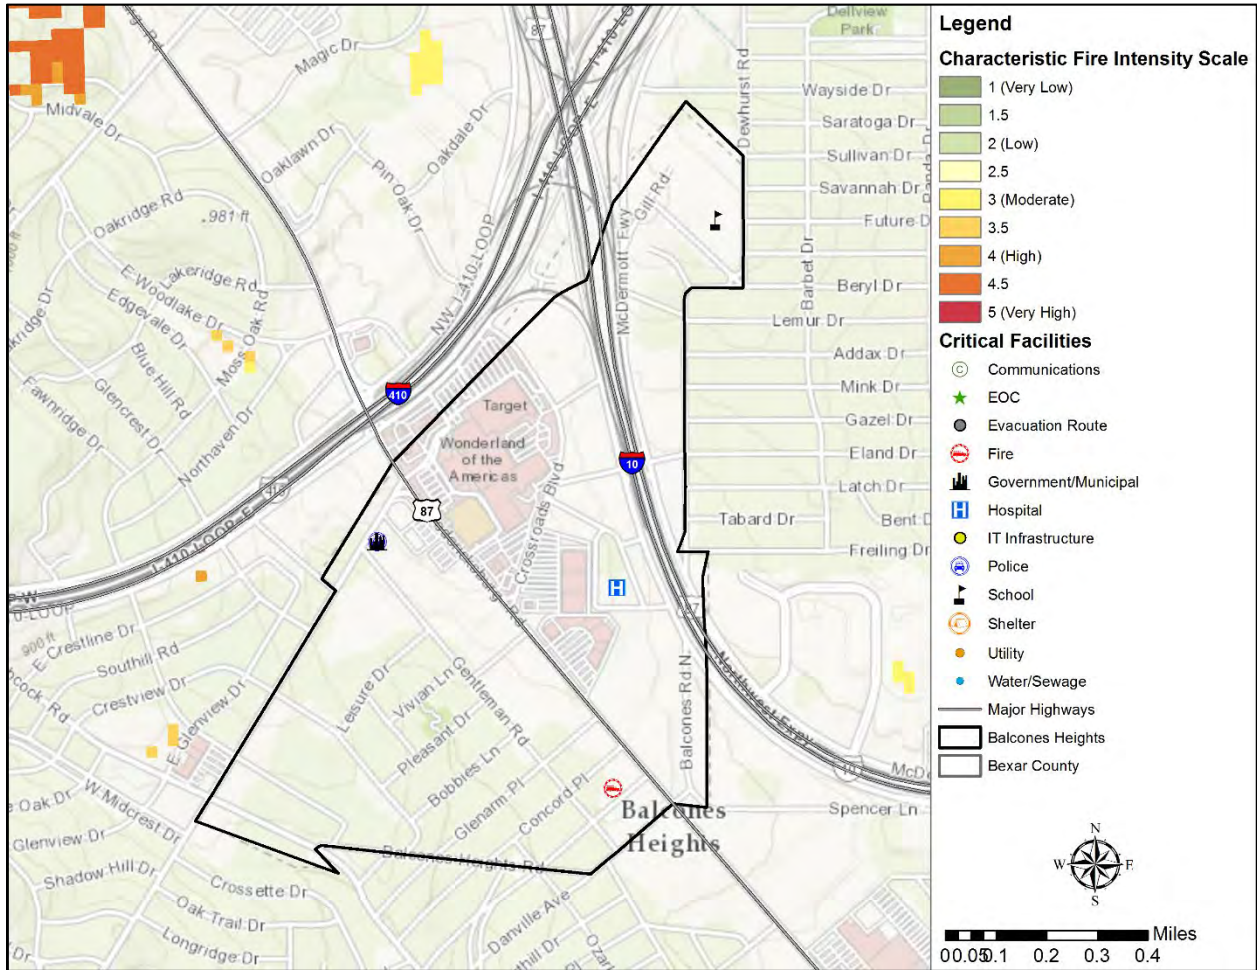 Legend
Characteristic Fire Intensity Scale
1 (Very Low)
1.5
2 (Low)
2.5
3 (Moderate)
3.5
4 (High)
4.5
5 (Very High)
Critical Facilities
C Communications
EOC
Evacuation Route
Fire
Government/Municipal
H Hospital
IT Infrastructure
Police
School
Shelter
Utility
Water/Sewage
Major Highways
Balcones Heights
Bexar County
N
W E
S
Miles
0 0.05 0.1 0.2 0.3 0.4
Dellview
Park
87
Magic Dr
Dewhurst Rd
Wayside Dr
Midvale Dr
Saratoga Dr
Oaklawn Dr
Oakdale Dr
Sullivan Dr
Pin Oak Dr
I-410-LOOP-E
Savannah Dr
Oakridge Rd
.981 ft
Gill Rd
Future Dr
Barbet Dr
NW-I-410-LOOP
McDermott Fwy
Lakeridge Rd
E Woodlake Dr
Edgevale Dr
Moss Oak Rd
Beryl Dr
Lemur Dr
Blue Hill Rd
Addax Dr
Fawnridge Dr
Glencrest Dr
Northaven Dr
410
Target
Mink Dr
Gazel Dr
Wonderland
of the
Americas
10
Eland Dr
Latch Dr
87
Crossroads Blvd
Tabard Dr
I-410-LOOP-E
Freiling Dr
H
900 ft
E Crestline Dr
Southill Rd
Crestview Dr
Leisure Dr
Vivian Ln
Gentleman Rd
Pleasant Dr
Balcones Rd N
Northwest Expy
E Glenview Dr
Bobbies Ln
Glenarm Pl
Concord Pl
W Midcrest Dr
Balcones
Heights
Spencer Ln
Glenview Dr
Balcones Heights Rd
Shadow Hill Dr
Crossette Dr
Oak Trail Dr
Danville Ave
Longridge Dr